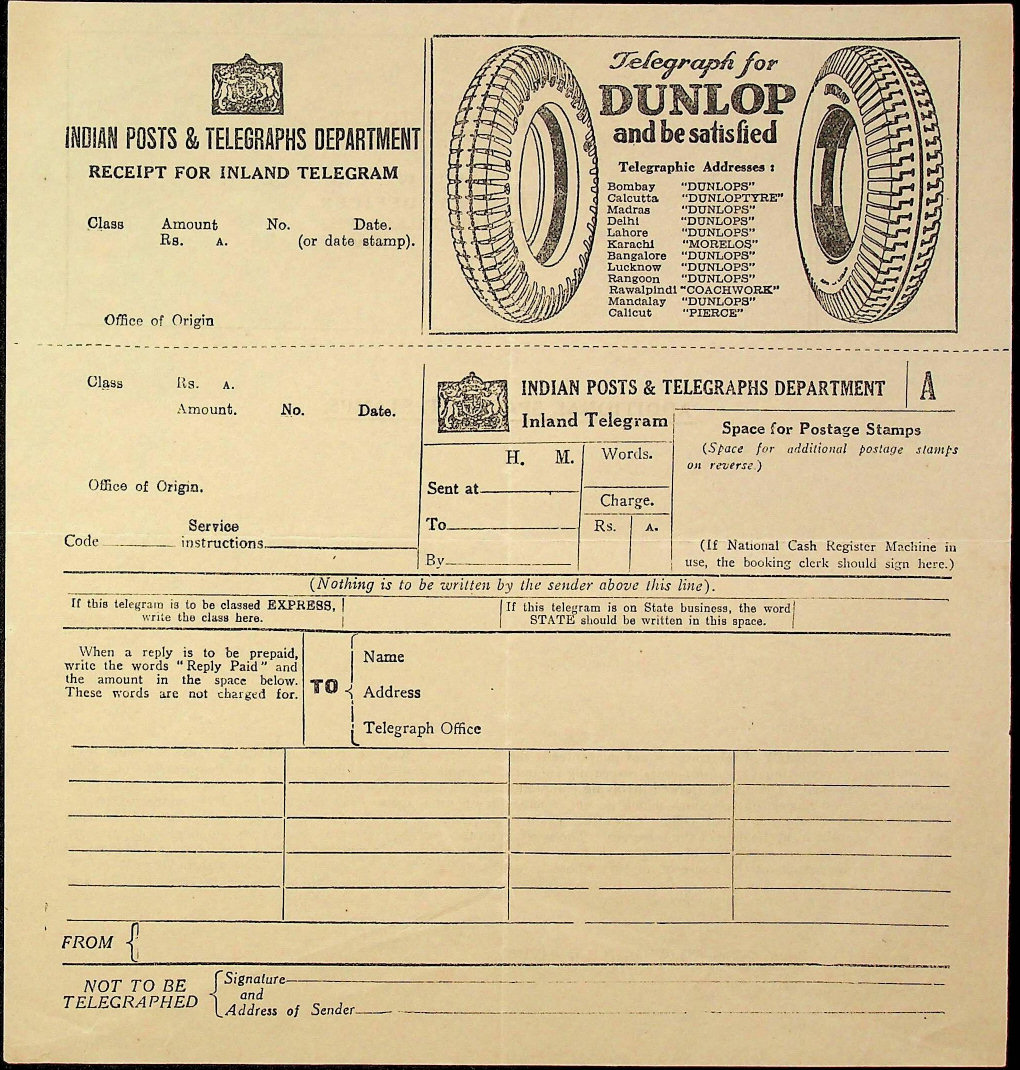 INDIAN POSTS & TELEGRAPHS DEPARTMENT
RECEIPT FOR INLAND TELEGRAM
Class Amount No. Date.
Rs. A. (or date stamp).
Office of Origin
Telegraph for
DUNLOP
and be satisfied
Telegraphic Addresses :
Bombay "DUNLOPS"
Calcutta "DUNLOPTYRE"
Madras "DUNLOPS"
Delhi "DUNLOPS"
Lahore "DUNLOPS"
Karachi "MORELOS"
Bangalore "DUNLOPS"
Lucknow "DUNLOPS"
Rangoon "DUNLOPS"
Rawalpindi "COACHWORK"
Mandalay "DUNLOPS"
Calicut "PIERCE"
Class Rs. A.
Amount. No. Date.
Office of Origin.
Service
Code instructions
INDIAN POSTS & TELEGRAPHS DEPARTMENT
A
Inland Telegram
H. M.
Sent at
To
By
Words.
Charge.
Rs. A.
Space for Postage Stamps
(Space for additional postage stamps
on reverse.)
(If National Cash Register Machine in
use, the booking clerk should sign here.)
(Nothing is to be written by the sender above this line).
If this telegram is to be classed EXPRESS,
write the class here.
If this telegram is on State business, the word
STATE should be written in this space.
When a reply is to be prepaid,
write the words "Reply Paid" and
the amount in the space below.
These words are not charged for.
TO
Name
Address
Telegraph Office
FROM
NOT TO BE
TELEGRAPHED
Signature
and
Address of Sender